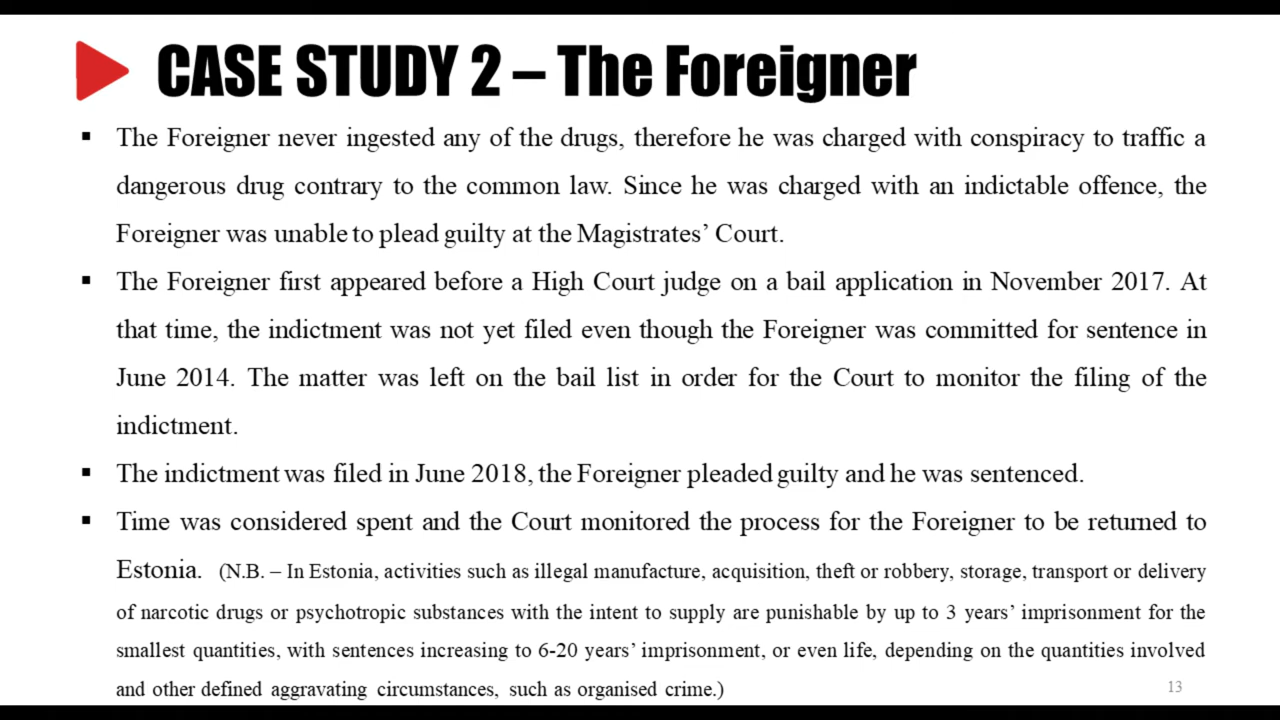 CASE STUDY 2 – The Foreigner
▪ The Foreigner never ingested any of the drugs, therefore he was charged with conspiracy to traffic a
dangerous drug contrary to the common law. Since he was charged with an indictable offence, the
Foreigner was unable to plead guilty at the Magistrates’ Court.
▪ The Foreigner first appeared before a High Court judge on a bail application in November 2017. At
that time, the indictment was not yet filed even though the Foreigner was committed for sentence in
June 2014. The matter was left on the bail list in order for the Court to monitor the filing of the
indictment.
▪ The indictment was filed in June 2018, the Foreigner pleaded guilty and he was sentenced.
▪ Time was considered spent and the Court monitored the process for the Foreigner to be returned to
Estonia. (N.B. – In Estonia, activities such as illegal manufacture, acquisition, theft or robbery, storage, transport or delivery
of narcotic drugs or psychotropic substances with the intent to supply are punishable by up to 3 years’ imprisonment for the
smallest quantities, with sentences increasing to 6-20 years’ imprisonment, or even life, depending on the quantities involved
and other defined aggravating circumstances, such as organised crime.)
13